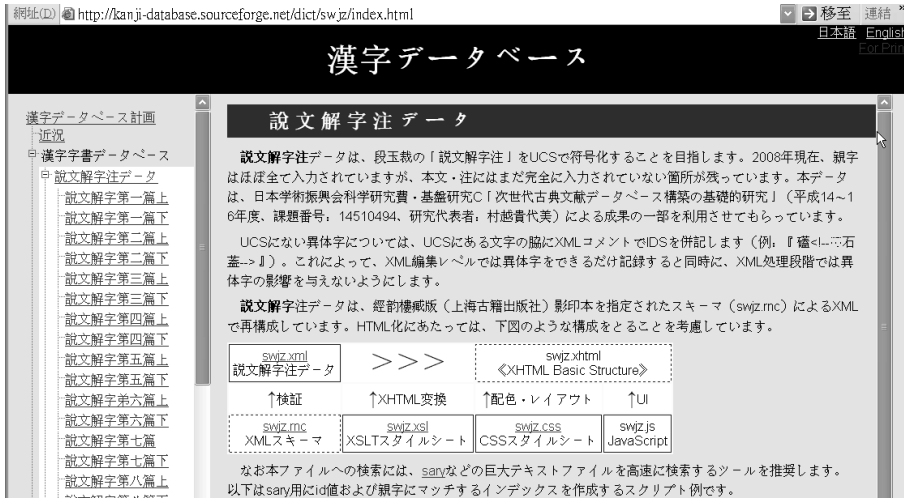 網址(D) http://kanji-database.sourceforge.net/dict/swjz/index.html 移至 連結 »
日本語 English
漢字データベース
漢字データベース計画
近況
漢字字書データベース
說文解字注データ
說文解字第一篇上
說文解字第一篇下
說文解字第二篇上
說文解字第二篇下
說文解字第三篇上
說文解字第三篇下
說文解字第四篇上
說文解字第四篇下
說文解字第五篇上
說文解字第五篇下
說文解字弟六篇上
說文解字第六篇下
說文解字第七篇
說文解字第七篇下
說文解字第八篇上
說文解字注データ
説文解字注データは、段玉裁の「説文解字注」をUCSで符号化することを目指します。2008年現在、親字
はほぼ全て入力されていますが、本文・注にはまだ完全に入力されていない箇所が残っています。本データ
は、日本学術振興会科学研究費・基盤研究C「次世代古典文献データベース構築の基礎的研究」（平成14~1
6年度、課題番号：14510494、研究代表者：村越貴代美）による成果の一部を利用させてもらっています。
UCSにない異体字については、UCSにある文字の脇にXMLコメントでIDSを併記します（例：『礚<!--⿰石
盖-->』）。これによって、XML編集レベルでは異体字をできるだけ記録すると同時に、XML処理段階では異
体字の影響を与えないようにします。
説文解字注データは、經韵樓臧版（上海古籍出版社）影印本を指定されたスキーマ（swjz.rnc）によるXML
で再構成しています。HTML化にあたっては、下図のような構成をとることを考慮しています。
swjz.xml
説文解字注データ
>>>
swjz.xhtml
《XHTML Basic Structure》
↑検証 ↑XHTML変換 ↑配色・レイアウト ↑UI
swjz.rnc
XMLスキーマ
swjz.xsl
XSLTスタイルシート
swjz.css
CSSスタイルシート
swjz.js
JavaScript
なお本ファイルへの検索には、saryなどの巨大テキストファイルを高速に検索するツールを推奨します。
以下はsary用にid値および親字にマッチするインデックスを作成するスクリプト例です。